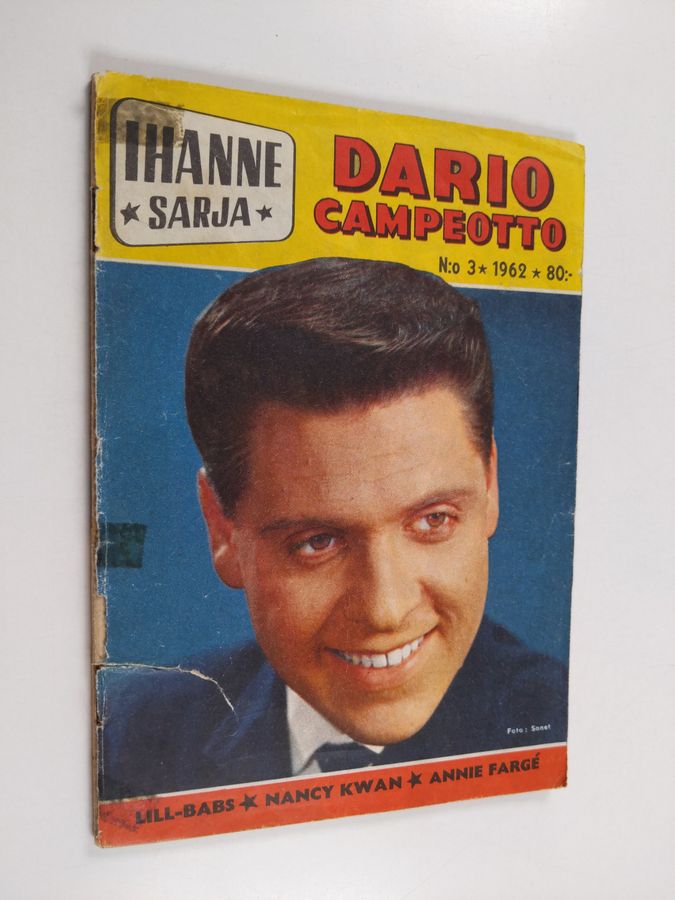 IHANNE
★ SARJA ★
DARIO
CAMPEOTTO
N:o 3 ★ 1962 ★ 80:-
Foto: Sonet
LILL-BABS ★ NANCY KWAN ★ ANNIE FARGÉ